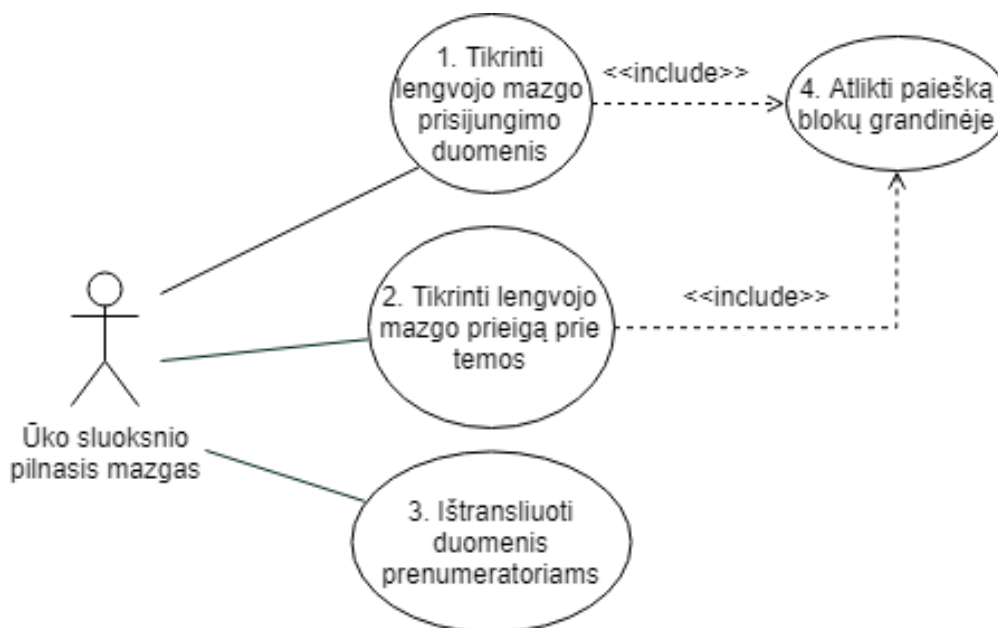 1. Tikrinti
lengvojo mazgo
prisijungimo
duomenis
<<include>>
4. Atlikti paiešką
blokų grandinėje
2. Tikrinti lengvojo
mazgo prieigą prie
temos
<<include>>
Ūko sluoksnio
pilnasis mazgas
3. Ištransliuoti
duomenis
prenumeratoriams